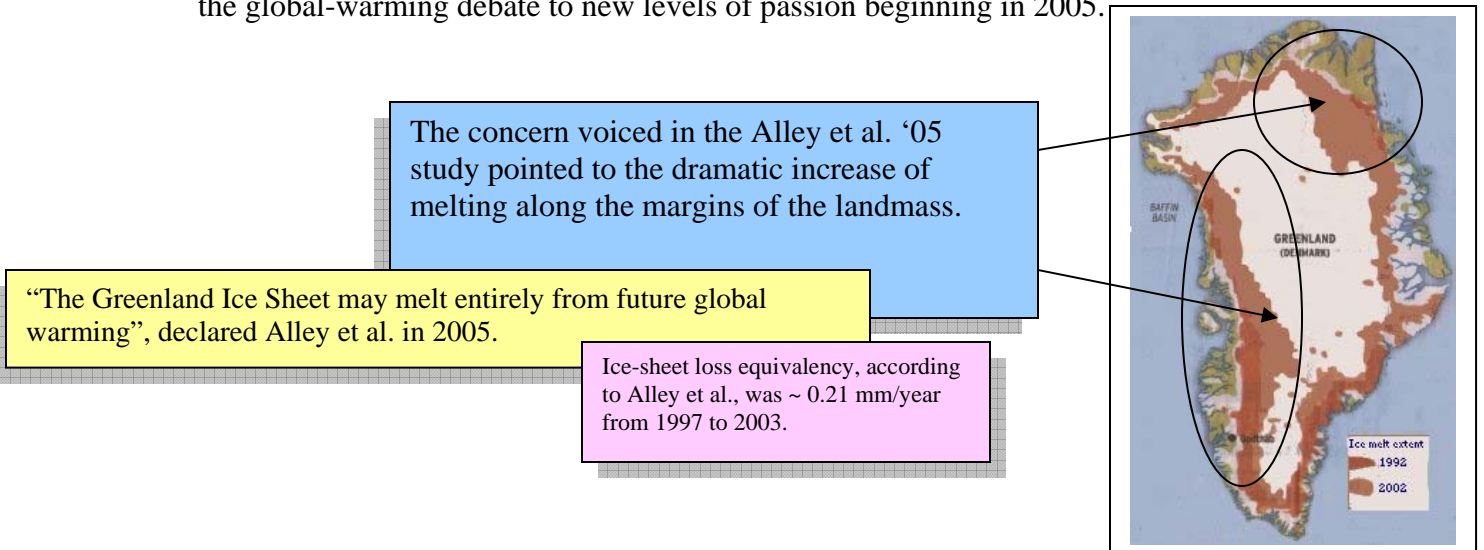 the global-warming debate to new levels of passion beginning in 2005.
The concern voiced in the Alley et al. ‘05
study pointed to the dramatic increase of
melting along the margins of the landmass.
“The Greenland Ice Sheet may melt entirely from future global
warming”, declared Alley et al. in 2005.
Ice-sheet loss equivalency, according
to Alley et al., was ~ 0.21 mm/year
from 1997 to 2003.
BAFFIN
BASIN
GREENLAND
(DENMARK)
Godthab
Ice melt extent
1992
2002